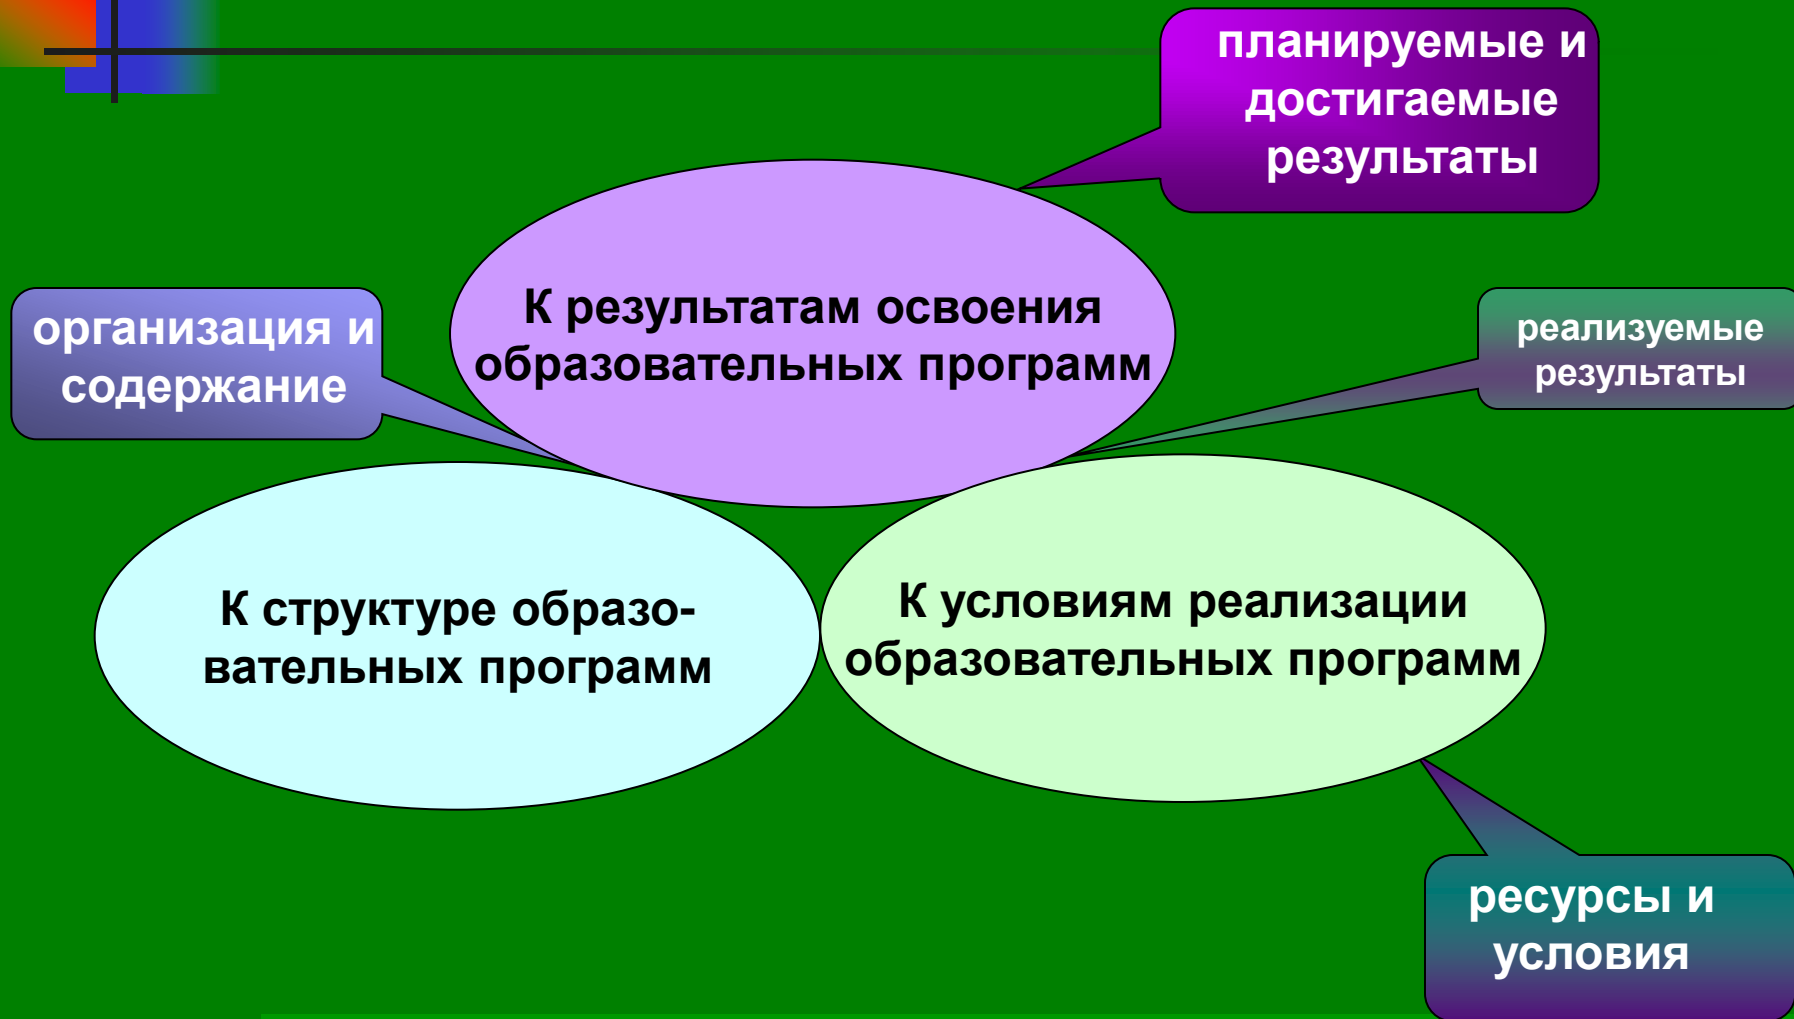 планируемые и
достигаемые
результаты
К результатам освоения
образовательных программ
организация и
содержание
реализуемые
результаты
К структуре образо-
вательных программ
К условиям реализации
образовательных программ
ресурсы и
условия